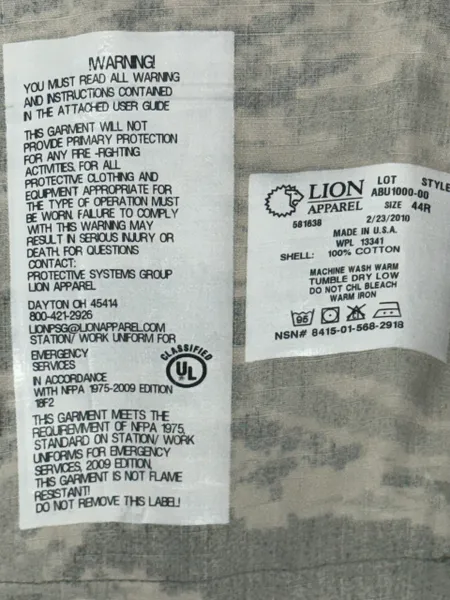 !WARNING!
YOU MUST READ ALL WARNING
AND INSTRUCTIONS CONTAINED
IN THE ATTACHED USER GUIDE
THIS GARMENT WILL NOT
PROVIDE PRIMARY PROTECTION
FOR ANY FIRE -FIGHTING
ACTIVITIES. FOR ALL
PROTECTIVE CLOTHING AND
EQUIPMENT APPROPRIATE FOR
THE TYPE OF OPERATION MUST
BE WORN. FAILURE TO COMPLY
WITH THIS WARNING MAY
RESULT IN SERIOUS INJURY OR
DEATH. FOR QUESTIONS
CONTACT:
PROTECTIVE SYSTEMS GROUP
LION APPAREL
DAYTON OH 45414
800-421-2926
LIONPSG@LIONAPPAREL.COM
STATION/ WORK UNIFORM FOR
EMERGENCY
SERVICES
IN ACCORDANCE
WITH NFPA 1975-2009 EDITION
18F2
CLASSIFIED
UL
THIS GARMENT MEETS THE
REQUIREMENT OF NFPA 1975,
STANDARD ON STATION/ WORK
UNIFORMS FOR EMERGENCY
SERVICES, 2009 EDITION.
THIS GARMENT IS NOT FLAME
RESISTANT!
DO NOT REMOVE THIS LABEL!
LION
APPAREL
LOT STYLE
ABU1000-00
SIZE 44R
581638 2/23/2010
MADE IN U.S.A.
WPL 13341
SHELL: 100% COTTON
MACHINE WASH WARM
TUMBLE DRY LOW
DO NOT CHL BLEACH
WARM IRON
95
NSN# 8415-01-568-2918